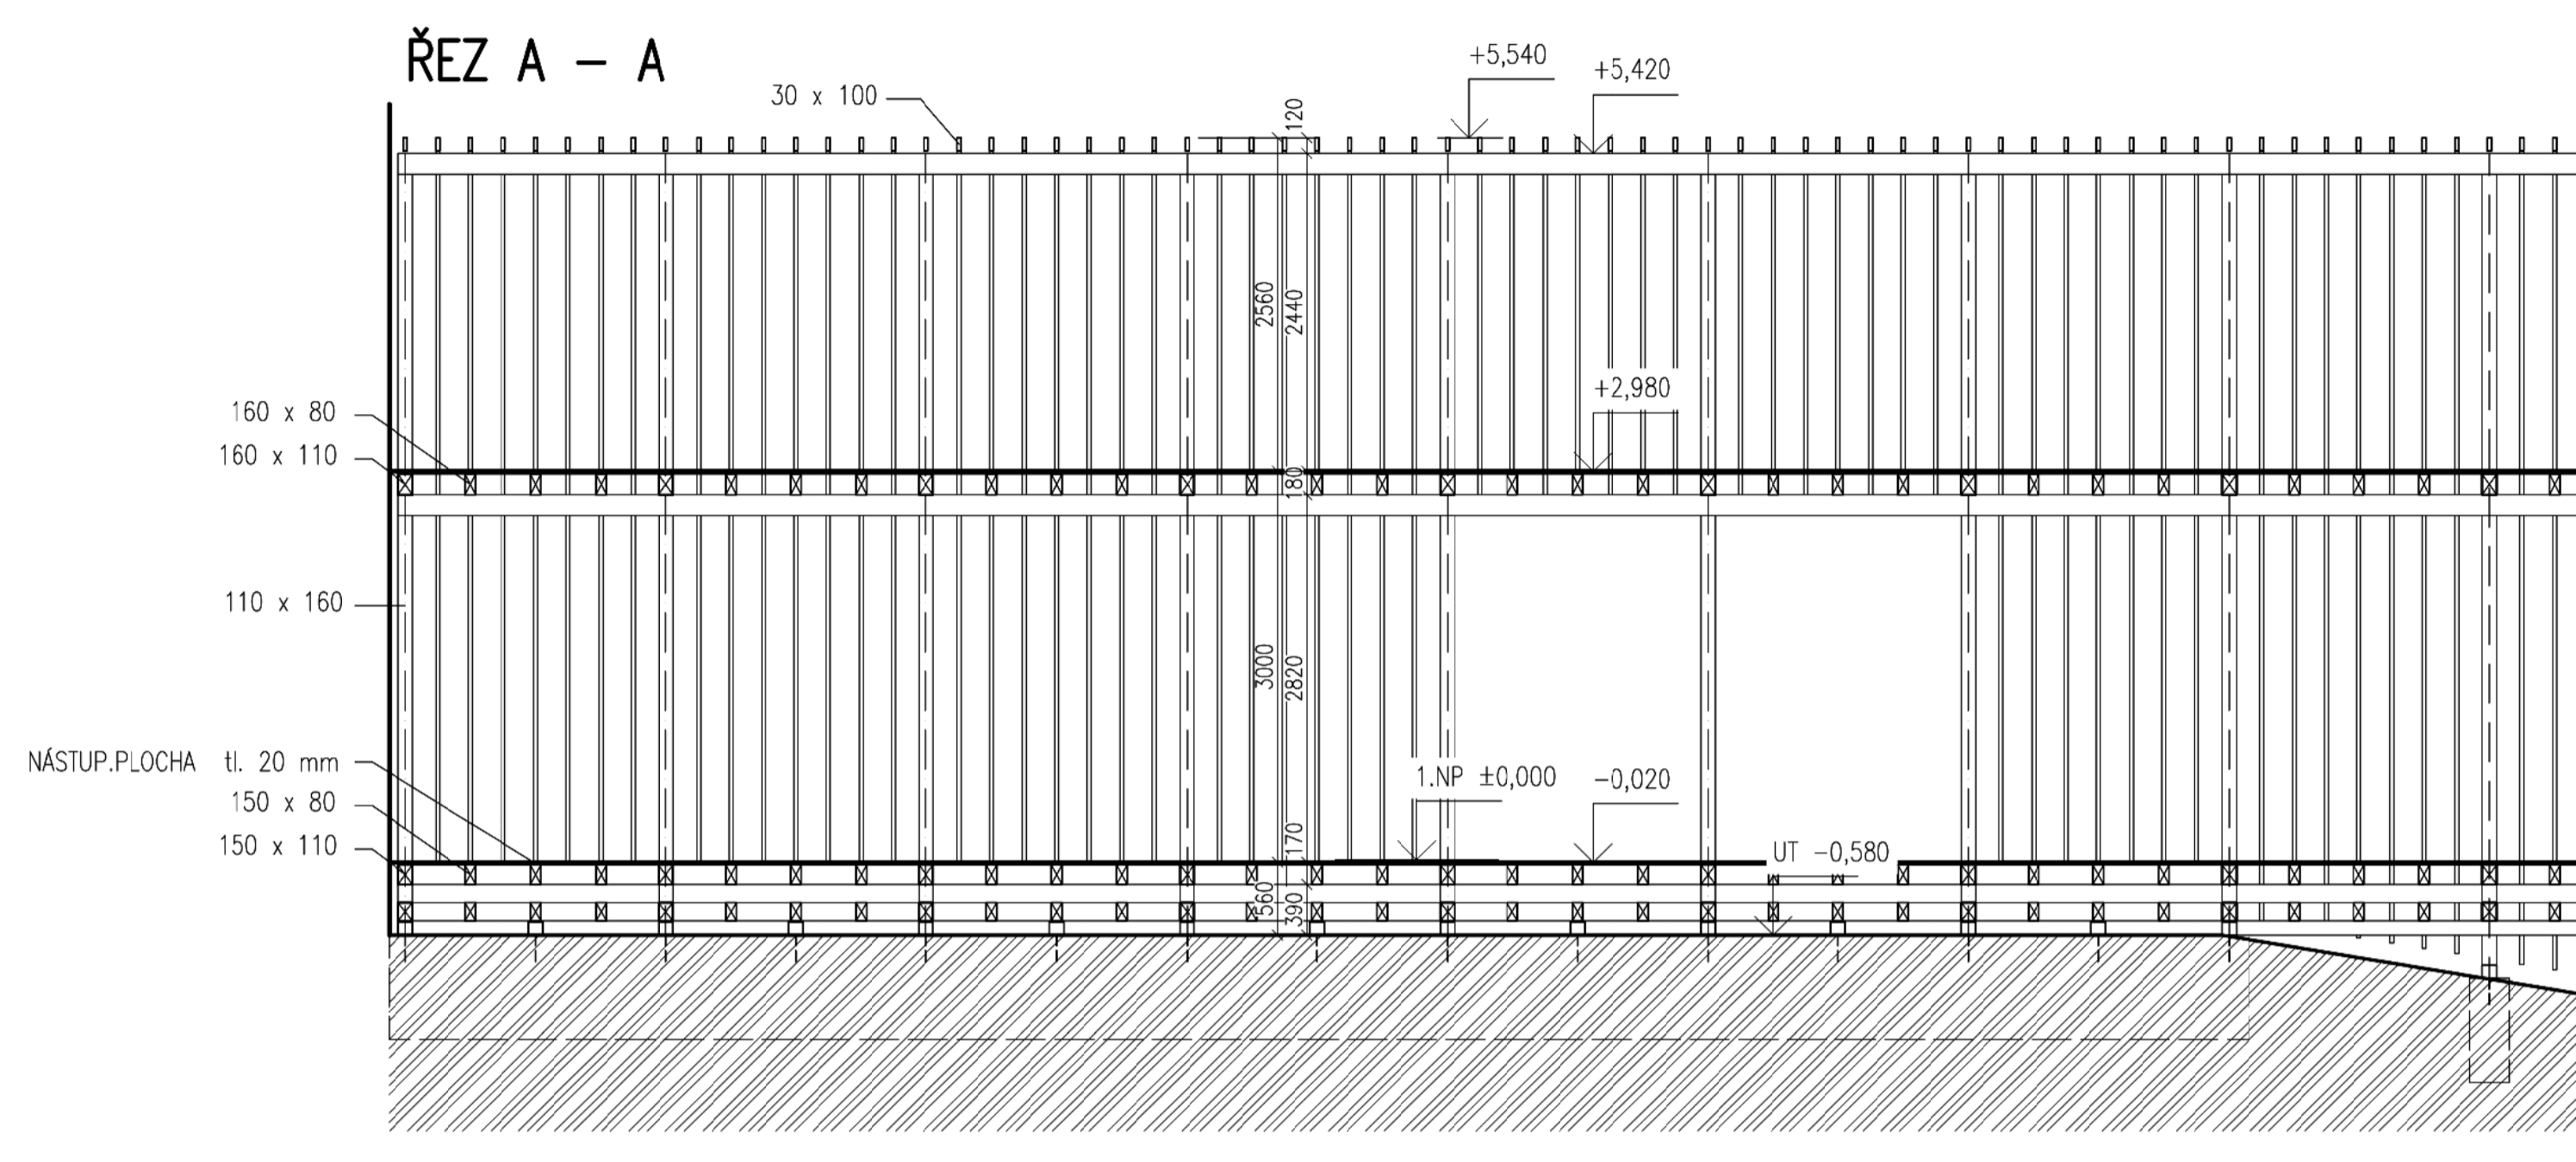 ŘEZ A – A
+5,540
+5,420
30 x 100
120
2560
2440
+2,980
160 x 80
160 x 110
180
110 x 160
3000
2820
NÁSTUP.PLOCHA tl. 20 mm
1.NP ±0,000
−0,020
150 x 80
150 x 110
170
UT −0,580
560
390